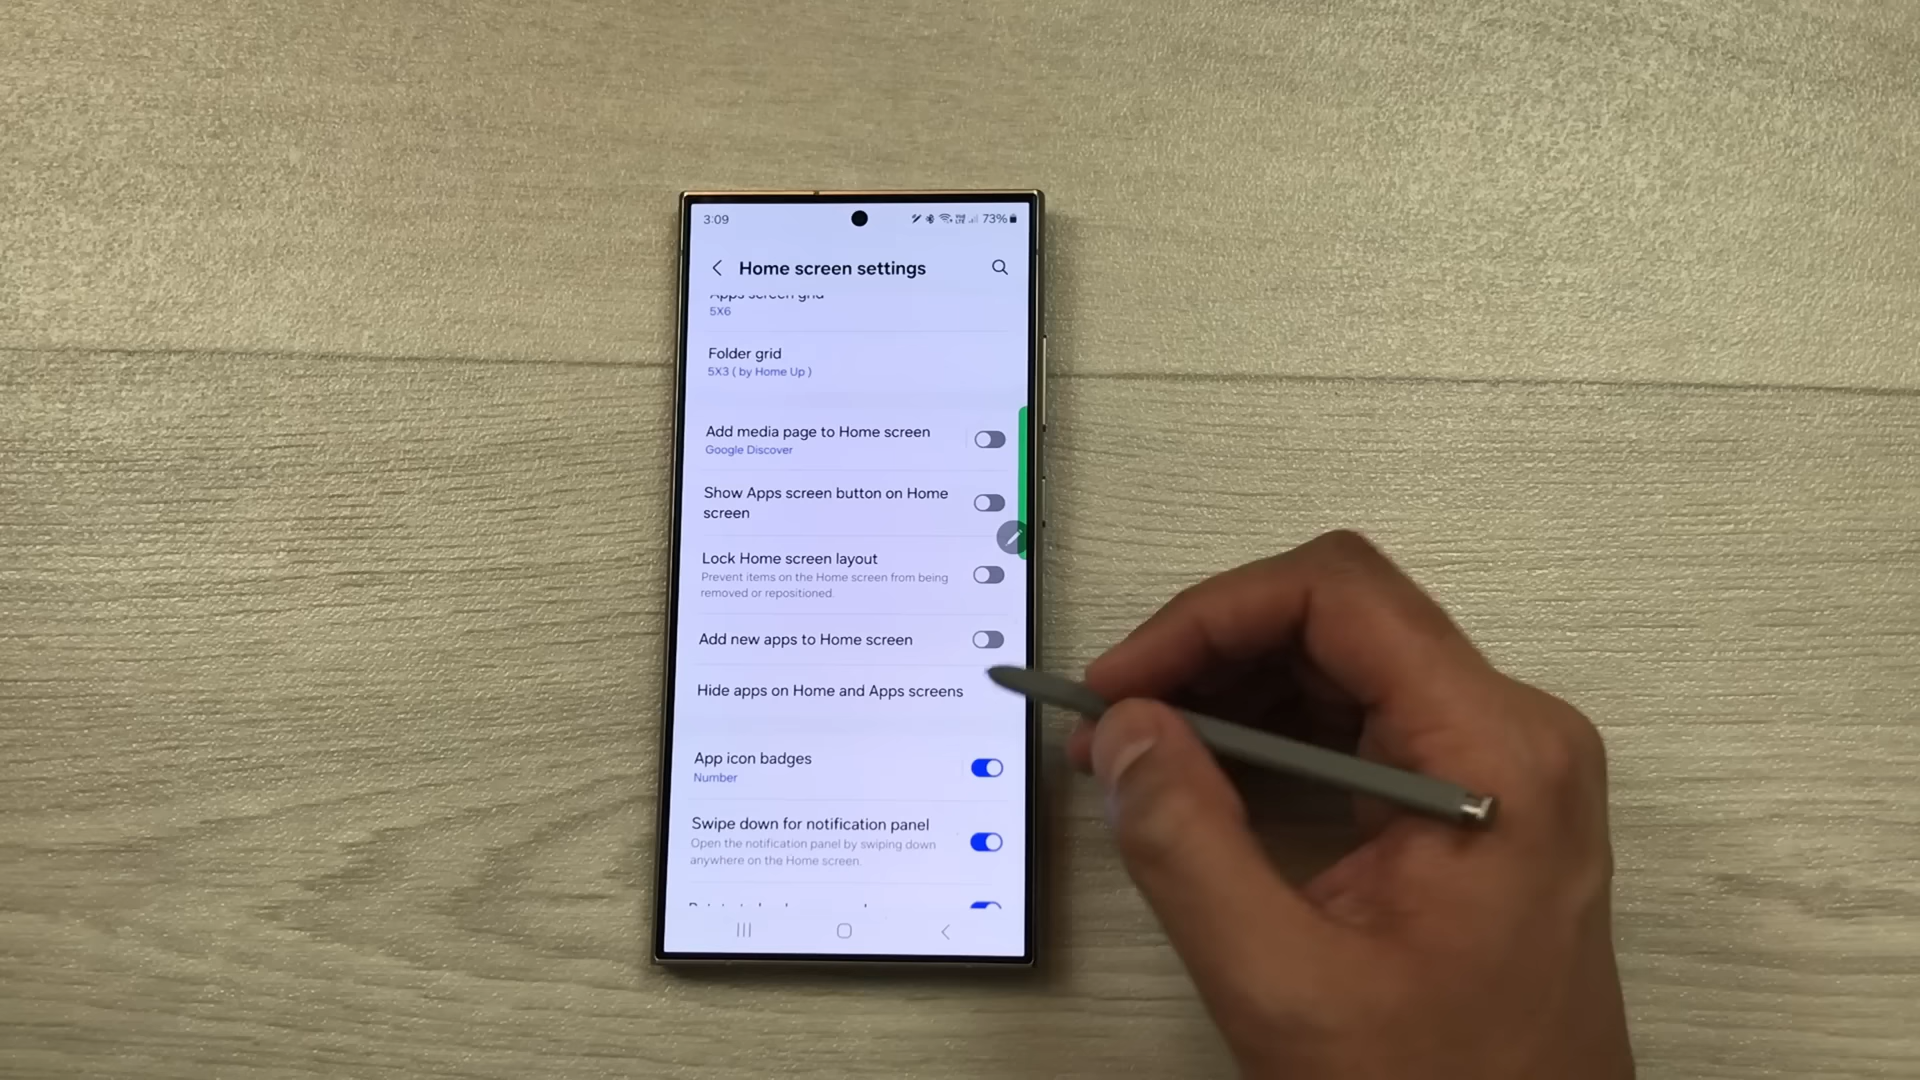 3:09
73%
Home screen settings
Apps screen grid
5X6
Folder grid
5X3 ( by Home Up )
Add media page to Home screen
Google Discover
Show Apps screen button on Home
screen
Lock Home screen layout
Prevent items on the Home screen from being
removed or repositioned.
Add new apps to Home screen
Hide apps on Home and Apps screens
App icon badges
Number
Swipe down for notification panel
Open the notification panel by swiping down
anywhere on the Home screen.